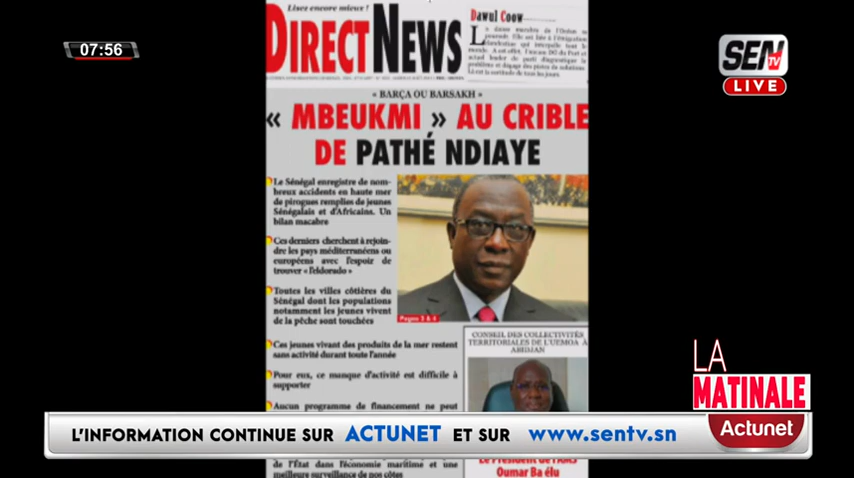 Lisez encore mieux !
DIRECTNEWS
Dawul Coow
07:56
SEN
TV
LIVE
« BARÇA OU BARSAKH »
« MBEUKMI » AU CRIBLE
DE PATHÉ NDIAYE
Le Sénégal enregistre de nom-
breux accidents en haute mer
de pirogues remplies de jeunes
Sénégalais et d'Africains. Un
bilan macabre
Ces derniers cherchent à rejoin-
dre les pays méditerranéens ou
européens avec l'espoir de
trouver « l'eldorado »
Toutes les villes côtières du
Sénégal dont les populations
notamment les jeunes vivent
de la pêche sont touchées
Pages 3 & 4
Ces jeunes vivant des produits de la mer restent
sans activité durant toute l'année
Pour eux, ce manque d'activité est difficile à
supporter
Aucun programme de financement ne peut
de l'Etat dans l'économie maritime et une
meilleure surveillance de nos côtes
CONSEIL DES COLLECTIVITÉS
TERRITORIALES DE L'UEMOA À
ABIDJAN
Oumar Ba élu
LA
MATINALE
Actunet
L'INFORMATION CONTINUE SUR ACTUNET ET SUR www.sentv.sn